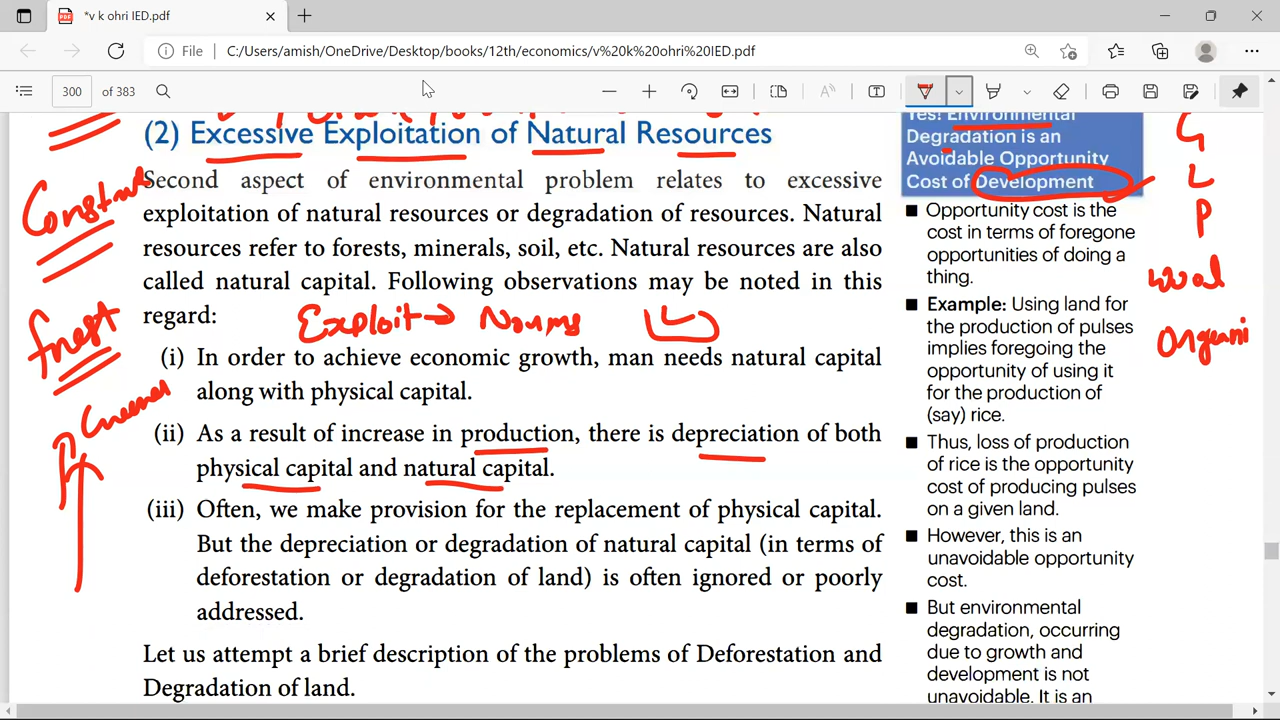 *v k ohri IED.pdf
File C:/Users/amish/OneDrive/Desktop/books/12th/economics/v%20k%20ohri%20IED.pdf
300 of 383
(2) Excessive Exploitation of Natural Resources
Second aspect of environmental problem relates to excessive
exploitation of natural resources or degradation of resources. Natural
resources refer to forests, minerals, soil, etc. Natural resources are also
called natural capital. Following observations may be noted in this
regard:
Exploit → Norms
(i) In order to achieve economic growth, man needs natural capital
along with physical capital.
(ii) As a result of increase in production, there is depreciation of both
physical capital and natural capital.
(iii) Often, we make provision for the replacement of physical capital.
But the depreciation or degradation of natural capital (in terms of
deforestation or degradation of land) is often ignored or poorly
addressed.
Let us attempt a brief description of the problems of Deforestation and
Degradation of land.
Constans
forest
Yes! Environmental
Degradation is an
Avoidable Opportunity
Cost of Development
■ Opportunity cost is the
cost in terms of foregone
opportunities of doing a
thing.
■ Example: Using land for
the production of pulses
implies foregoing the
opportunity of using it
for the production of
(say) rice.
■ Thus, loss of production
of rice is the opportunity
cost of producing pulses
on a given land.
■ However, this is an
unavoidable opportunity
cost.
■ But environmental
degradation, occurring
due to growth and
development is not
unavoidable. It is an
L
P
Organi